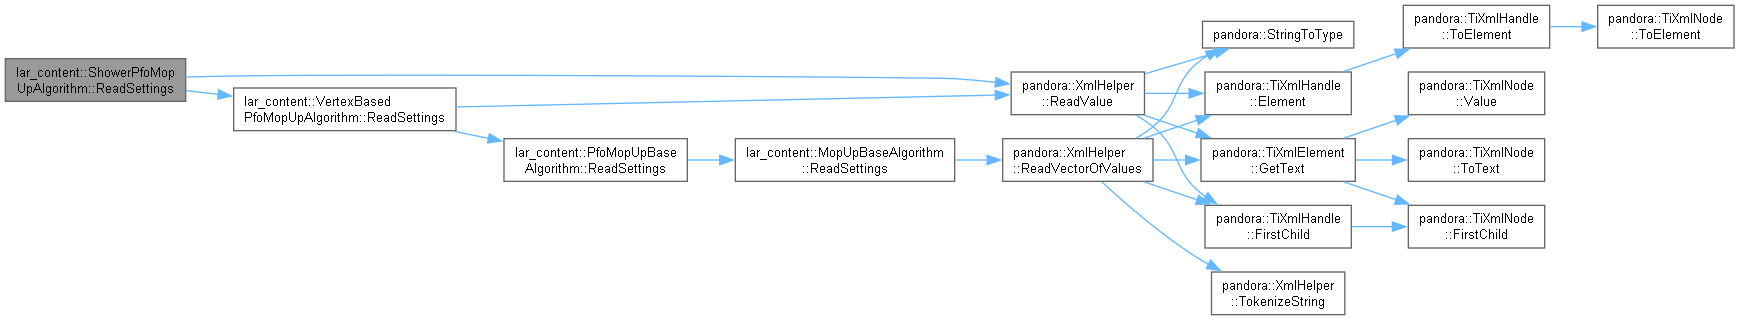 lar_content::ShowerPfoMop
UpAlgorithm::ReadSettings
lar_content::VertexBased
PfoMopUpAlgorithm::ReadSettings
lar_content::PfoMopUpBase
Algorithm::ReadSettings
lar_content::MopUpBaseAlgorithm
::ReadSettings
pandora::XmlHelper
::ReadValue
pandora::XmlHelper
::ReadVectorOfValues
pandora::StringToType
pandora::TiXmlHandle
::Element
pandora::TiXmlElement
::GetText
pandora::TiXmlHandle
::FirstChild
pandora::XmlHelper
::TokenizeString
pandora::TiXmlHandle
::ToElement
pandora::TiXmlNode
::Value
pandora::TiXmlNode
::ToText
pandora::TiXmlNode
::FirstChild
pandora::TiXmlNode
::ToElement